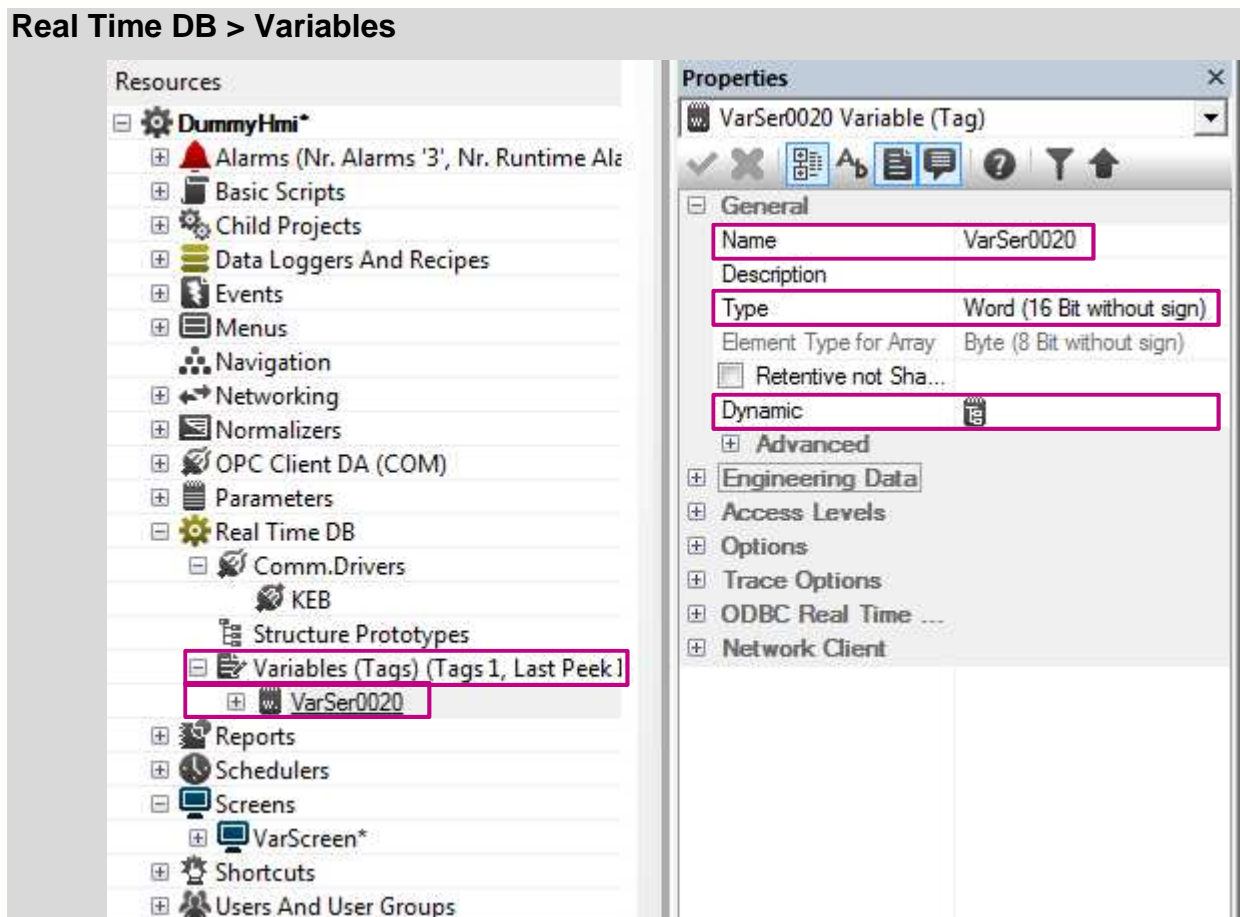 Real Time DB > Variables
Resources
DummyHmi*
Alarms (Nr. Alarms '3', Nr. Runtime Ala
Basic Scripts
Child Projects
Data Loggers And Recipes
Events
Menus
Navigation
Networking
Normalizers
OPC Client DA (COM)
Parameters
Real Time DB
Comm.Drivers
KEB
Structure Prototypes
Variables (Tags) (Tags 1, Last Peek 1
VarSer0020
Reports
Schedulers
Screens
VarScreen*
Shortcuts
Users And User Groups
Properties
VarSer0020 Variable (Tag)
General
Name VarSer0020
Description
Type Word (16 Bit without sign)
Element Type for Array Byte (8 Bit without sign)
Retentive not Sha...
Dynamic
Advanced
Engineering Data
Access Levels
Options
Trace Options
ODBC Real Time ...
Network Client